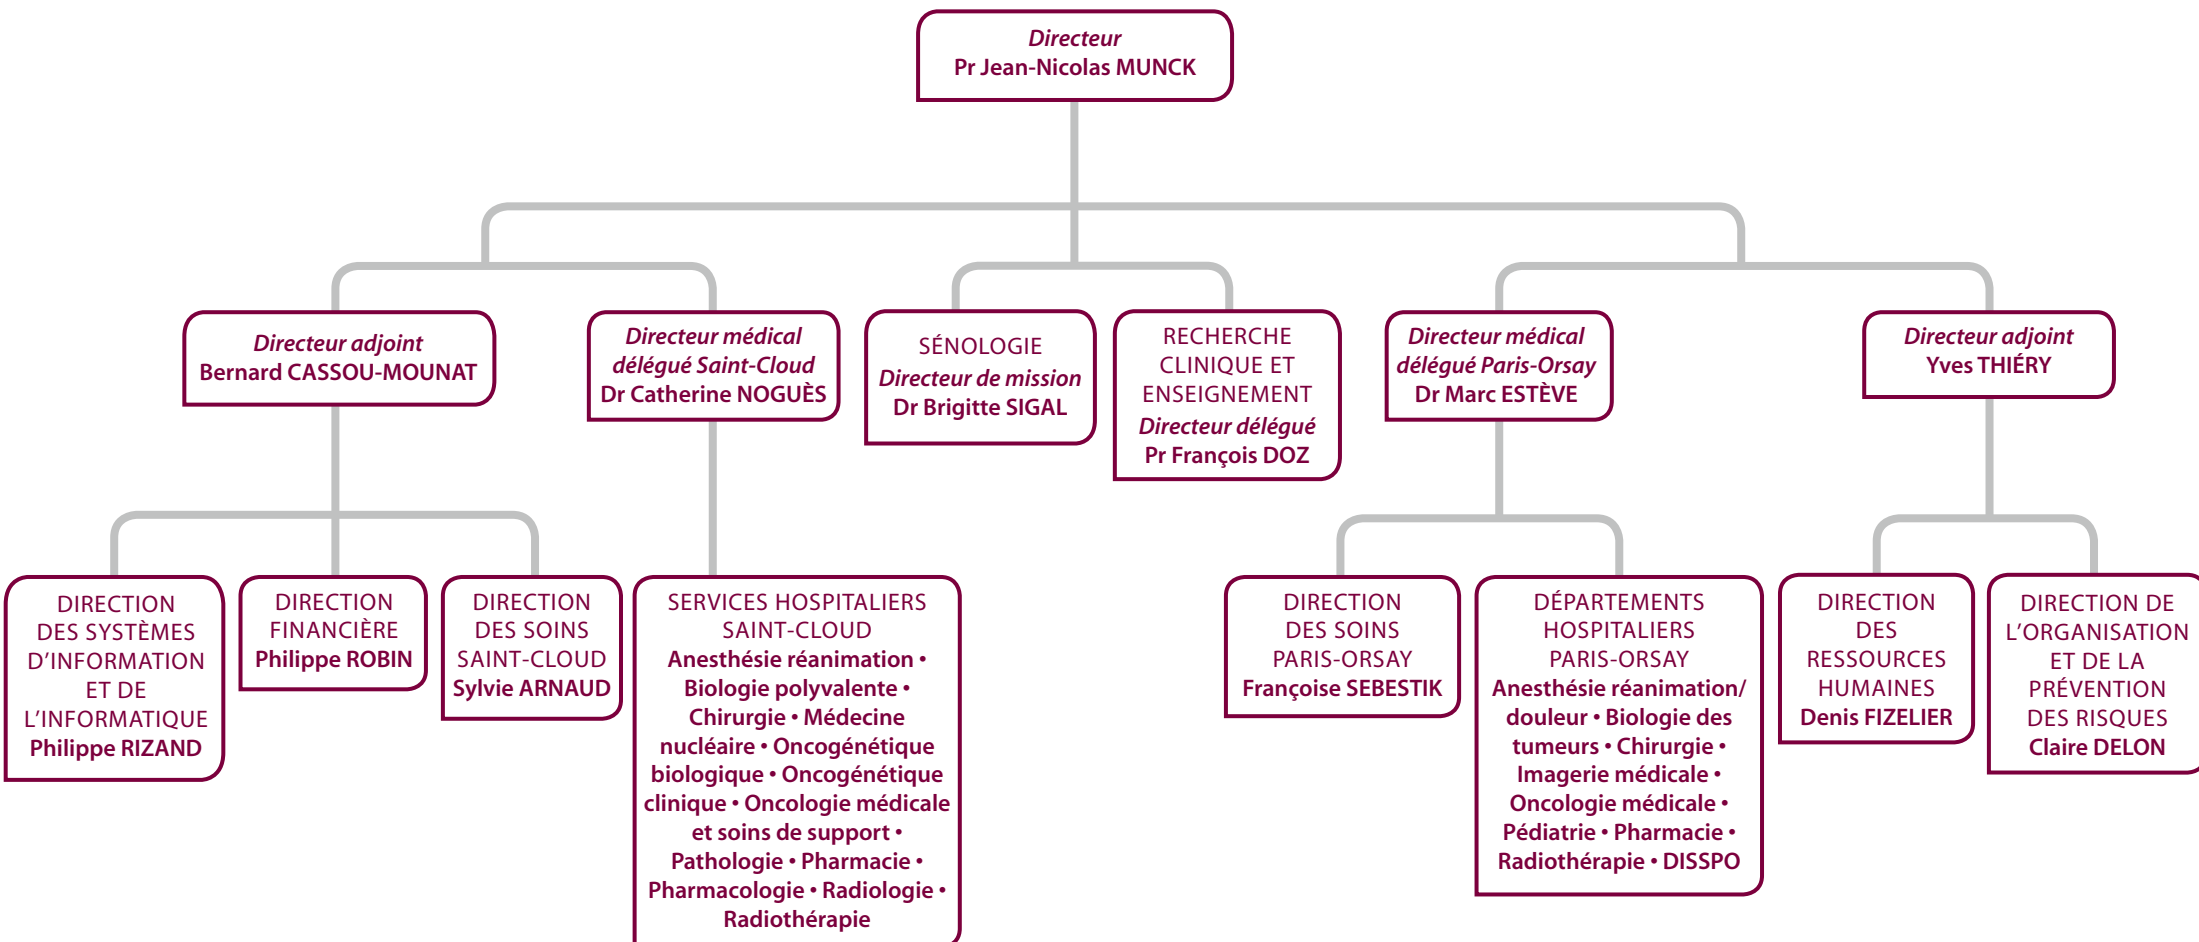 Directeur
Pr Jean-Nicolas MUNCK
Directeur adjoint
Bernard CASSOU-MOUNAT
Directeur médical
délégué Saint-Cloud
Dr Catherine NOGUÈS
SÉNOLOGIE
Directeur de mission
Dr Brigitte SIGAL
RECHERCHE
CLINIQUE ET
ENSEIGNEMENT
Directeur délégué
Pr François DOZ
Directeur médical
délégué Paris-Orsay
Dr Marc ESTÈVE
Directeur adjoint
Yves THIÉRY
DIRECTION
DES SYSTÈMES
D'INFORMATION
ET DE
L'INFORMATIQUE
Philippe RIZAND
DIRECTION
FINANCIÈRE
Philippe ROBIN
DIRECTION
DES SOINS
SAINT-CLOUD
Sylvie ARNAUD
SERVICES HOSPITALIERS
SAINT-CLOUD
Anesthésie réanimation •
Biologie polyvalente •
Chirurgie • Médecine
nucléaire • Oncogénétique
biologique • Oncogénétique
clinique • Oncologie médicale
et soins de support •
Pathologie • Pharmacie •
Pharmacologie • Radiologie •
Radiothérapie
DIRECTION
DES SOINS
PARIS-ORSAY
Françoise SEBESTIK
DÉPARTEMENTS
HOSPITALIERS
PARIS-ORSAY
Anesthésie réanimation/
douleur • Biologie des
tumeurs • Chirurgie •
Imagerie médicale •
Oncologie médicale •
Pédiatrie • Pharmacie •
Radiothérapie • DISSPO
DIRECTION
DES
RESSOURCES
HUMAINES
Denis FIZELIER
DIRECTION DE
L'ORGANISATION
ET DE LA
PRÉVENTION
DES RISQUES
Claire DELON